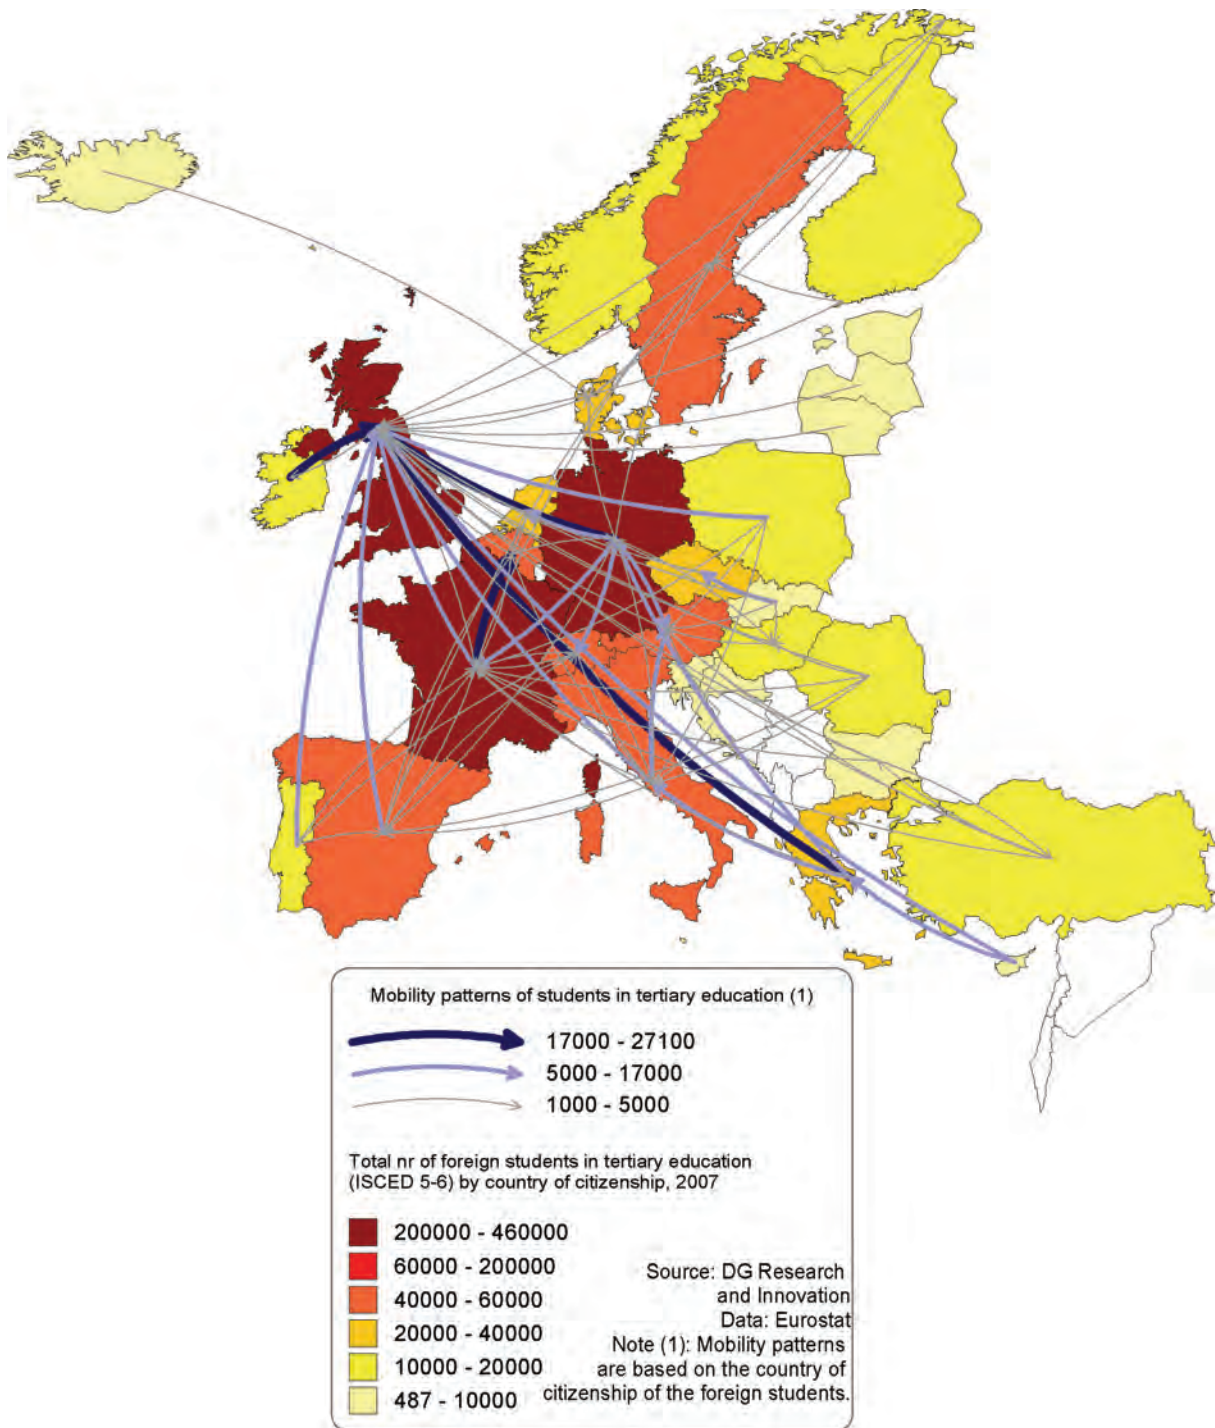 Mobility patterns of students in tertiary education (1)
17000 - 27100
5000 - 17000
1000 - 5000
Total nr of foreign students in tertiary education
(ISCED 5-6) by country of citizenship, 2007
200000 - 460000
60000 - 200000
40000 - 60000
20000 - 40000
10000 - 20000
487 - 10000
Source: DG Research
and Innovation
Data: Eurostat
Note (1): Mobility patterns
are based on the country of
citizenship of the foreign students.